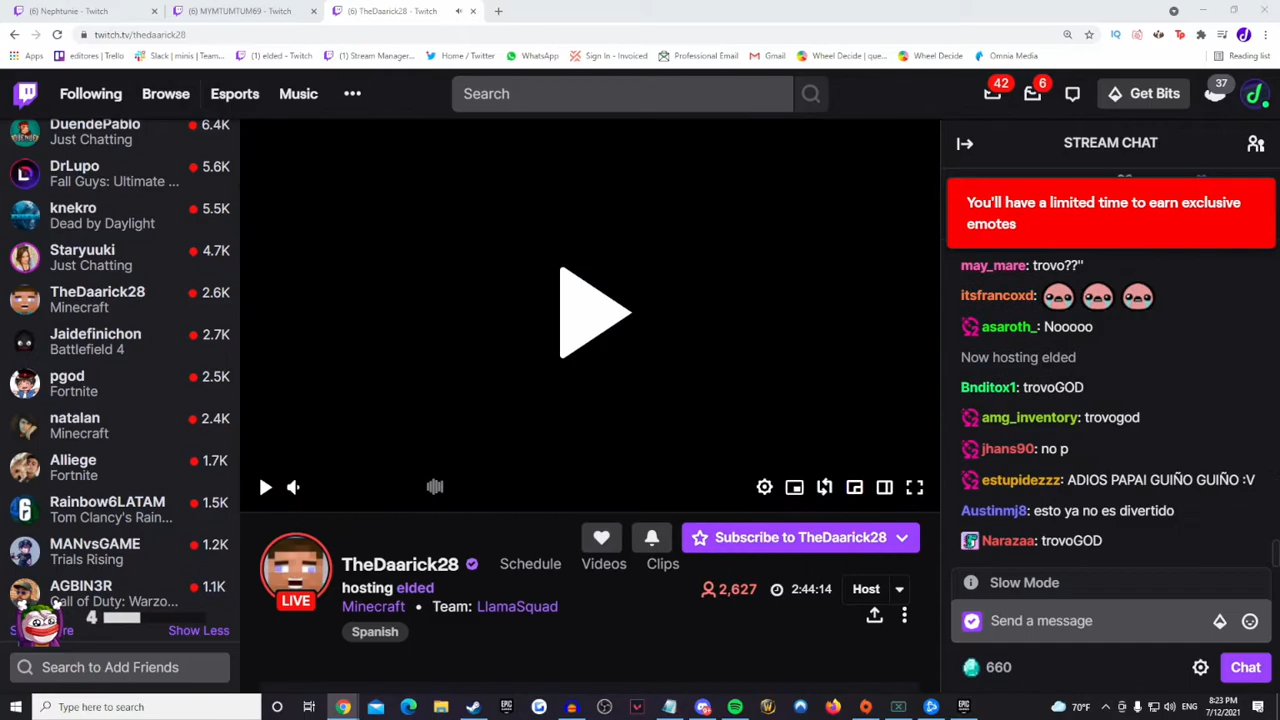 (6) Nephtunie - Twitch
(6) MYMTUMTUM69 - Twitch
(6) TheDaarick28 - Twitch
twitch.tv/thedaarick28
Apps
editores | Trello
Slack | minis | Team...
(1) elded - Twitch
(1) Stream Manager...
Home / Twitter
WhatsApp
Sign In - Invoiced
Professional Email
Gmail
Wheel Decide | que...
Wheel Decide
Omnia Media
Reading list
Following
Browse
Esports
Music
Search
42
6
Get Bits
37
DuendePablo
6.4K
Just Chatting
DrLupo
5.6K
Fall Guys: Ultimate ...
knekro
5.5K
Dead by Daylight
Staryuuki
4.7K
Just Chatting
TheDaarick28
2.6K
Minecraft
Jaidefinichon
2.7K
Battlefield 4
pgod
2.5K
Fortnite
natalan
2.4K
Minecraft
Alliege
1.7K
Fortnite
Rainbow6LATAM
1.5K
Tom Clancy's Rain...
MANvsGAME
1.2K
Trials Rising
AGBIN3R
1.1K
Call of Duty: Warzo...
4
Show Less
Search to Add Friends
TheDaarick28
Schedule
Videos
Clips
Subscribe to TheDaarick28
hosting elded
Minecraft • Team: LlamaSquad
2,627
2:44:14
Host
LIVE
Spanish
STREAM CHAT
You'll have a limited time to earn exclusive
emotes
may_mare: trovo??"
itsfrancoxd:
asaroth_: Nooooo
Now hosting elded
Bnditox1: trovoGOD
amg_inventory: trovogod
jhans90: no p
estupidezzz: ADIOS PAPAI GUIÑO GUIÑO :V
Austinmj8: esto ya no es divertido
Narazaa: trovoGOD
Slow Mode
Send a message
660
Chat
Type here to search
70°F
8:23 PM
7/12/2021